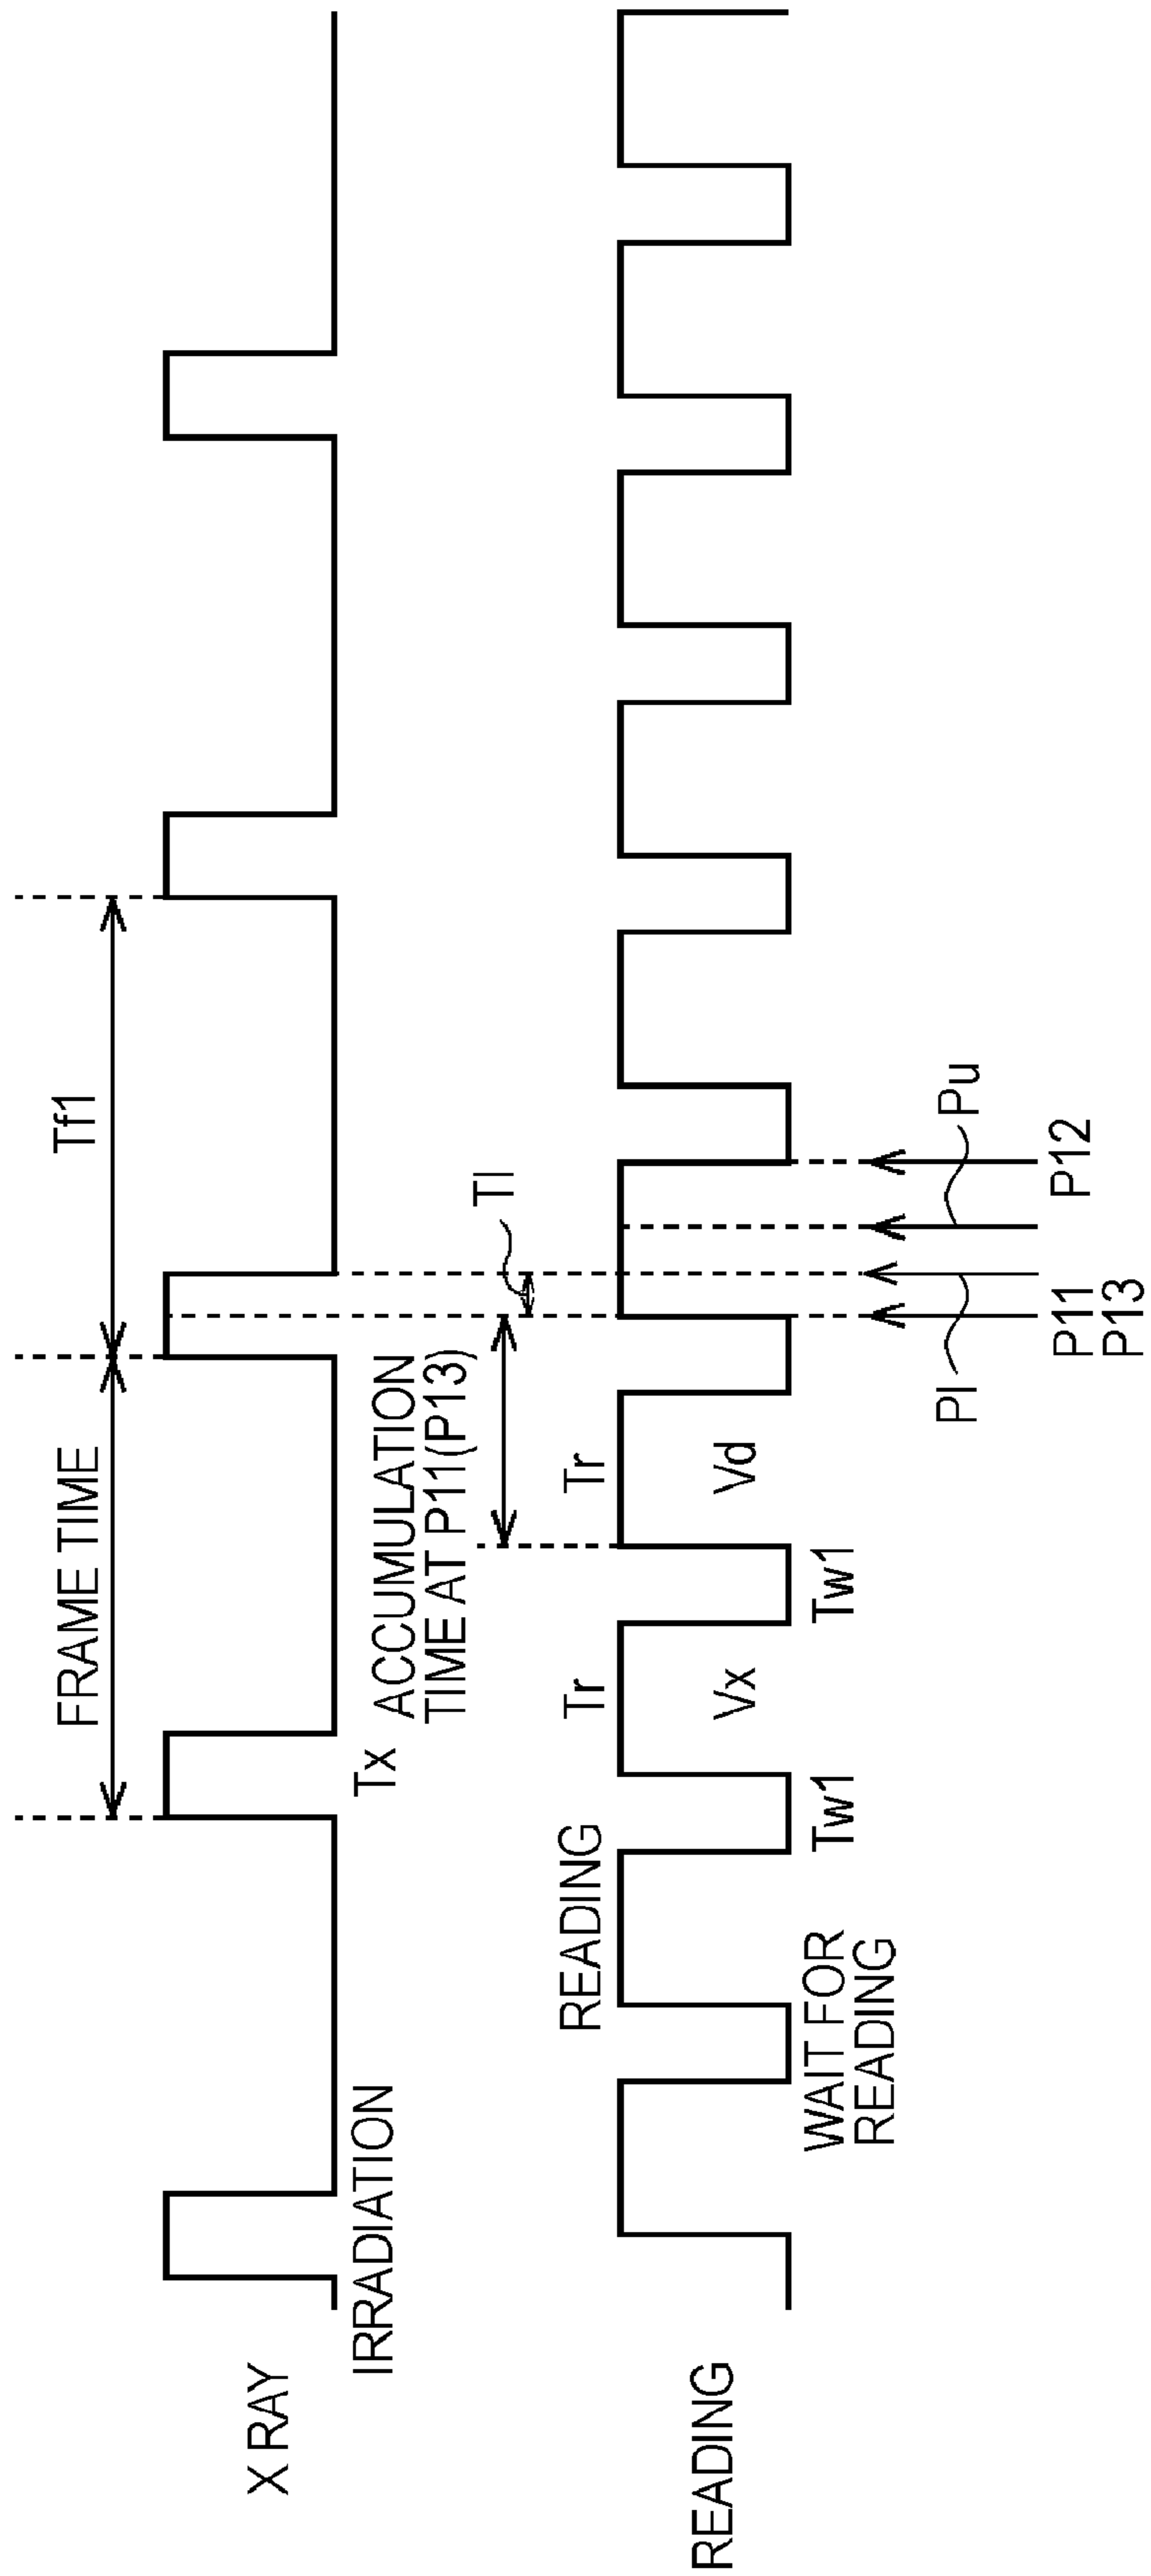 FRAME TIME
Tf1
X RAY
IRRADIATION
Tx
ACCUMULATION
TIME AT P11(P13)
Tl
READING
READING
Tr
Tr
Vx
Vd
WAIT FOR
READING
Tw1
Tw1
Pl
Pu
P11
P13
P12